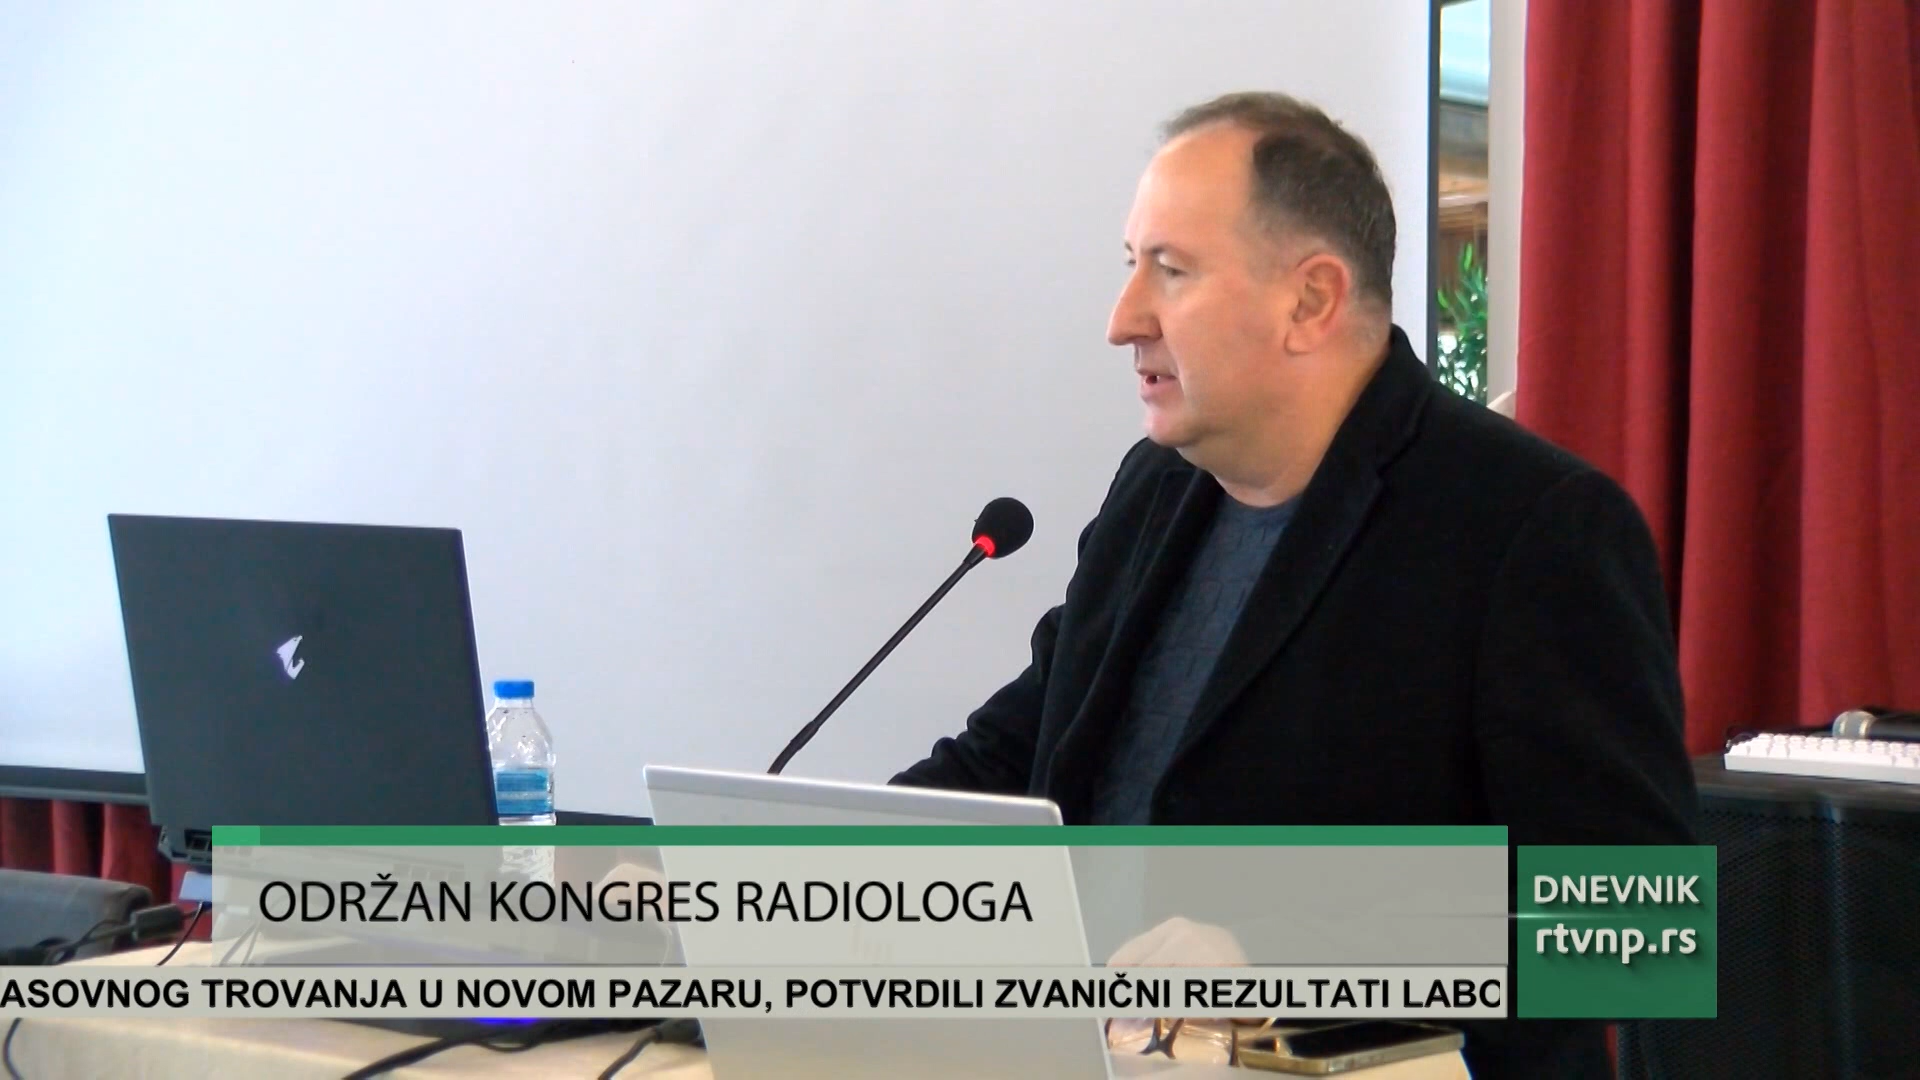 ODRŽAN KONGRES RADIOLOGA
DNEVNIK
rtvnp.rs
ASOVNOG TROVANJA U NOVOM PAZARU, POTVRDILI ZVANIČNI REZULTATI LABO